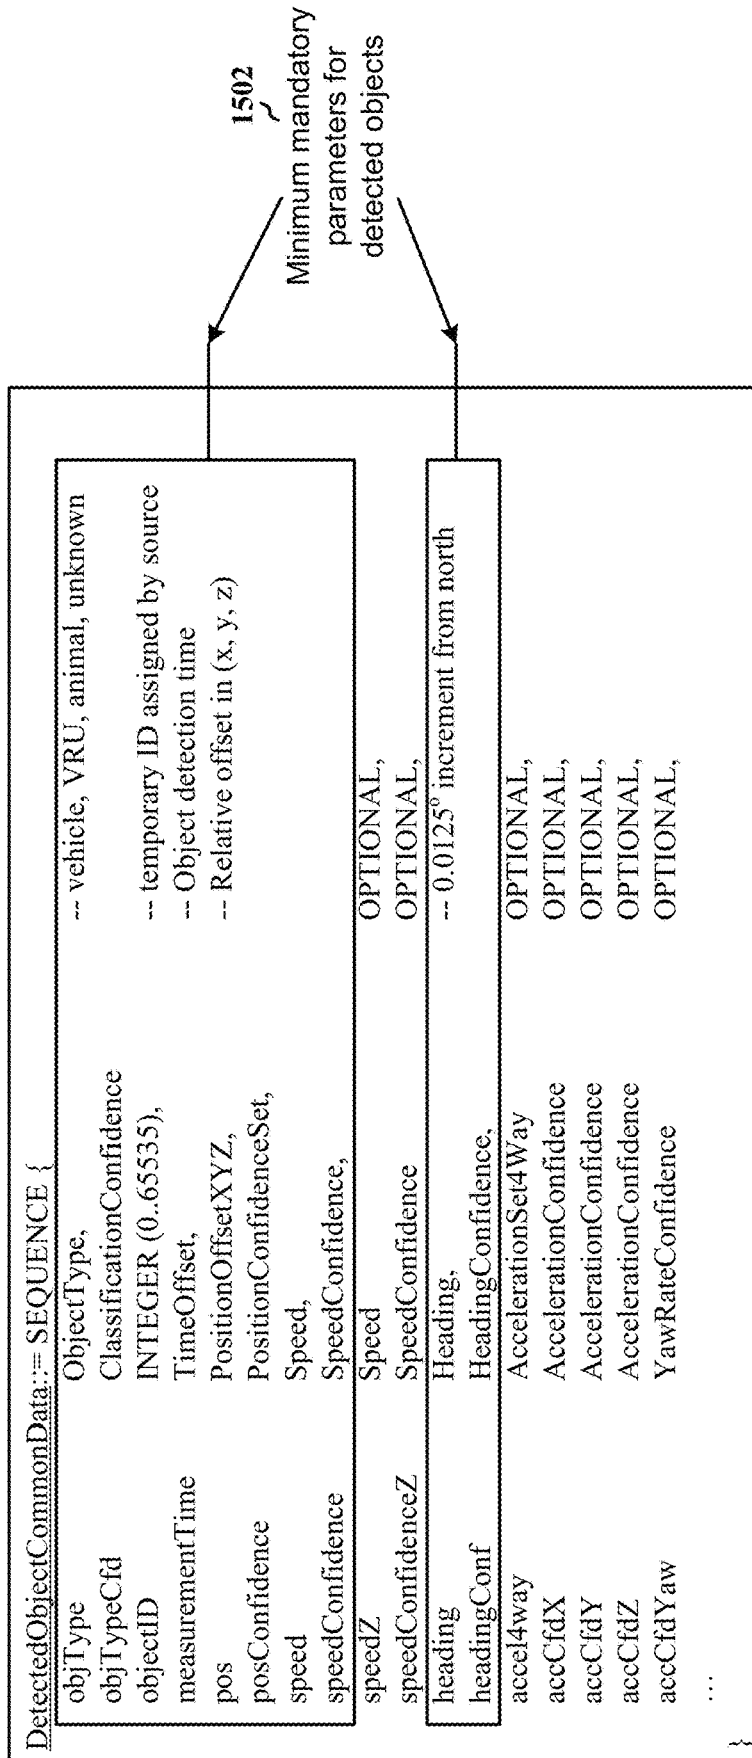 DetectedObjectCommonData::= SEQUENCE {
objType ObjectType, -- vehicle, VRU, animal, unknown
objTypeCfd ClassificationConfidence
objectID INTEGER (0..65535), -- temporary ID assigned by source
measurementTime TimeOffset, -- Object detection time
pos PositionOffsetXYZ, -- Relative offset in (x, y, z)
posConfidence PositionConfidenceSet,
speed Speed,
speedConfidence SpeedConfidence,
speedZ Speed OPTIONAL,
speedConfidenceZ SpeedConfidence OPTIONAL,
heading Heading, -- 0.0125º increment from north
headingConf HeadingConfidence,
accel4way AccelerationSet4Way OPTIONAL,
accCfdX AccelerationConfidence OPTIONAL,
accCfdY AccelerationConfidence OPTIONAL,
accCfdZ AccelerationConfidence OPTIONAL,
accCfdYaw YawRateConfidence OPTIONAL,
...
}
1502
Minimum mandatory
parameters for
detected objects